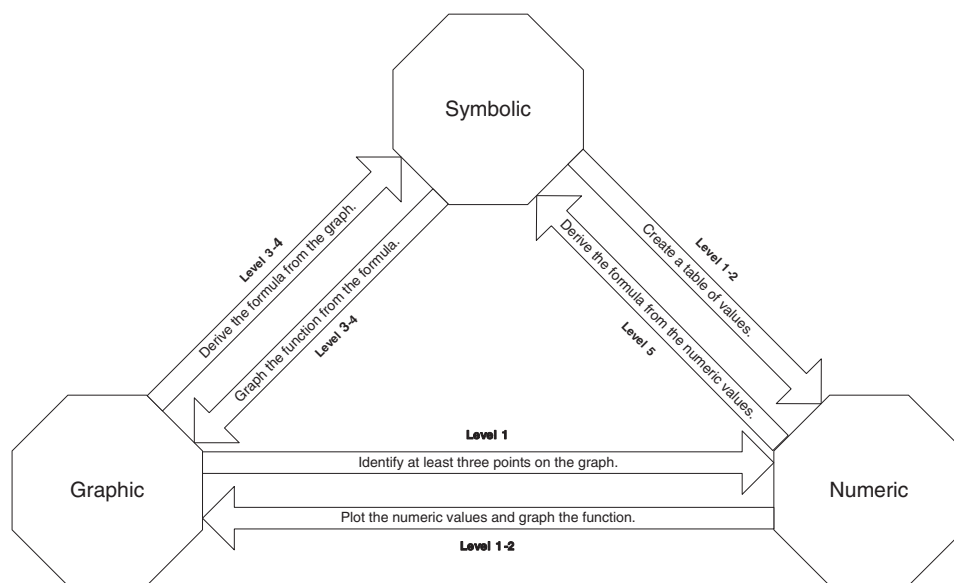 Symbolic
Level 3-4
Derive the formula from the graph.
Graph the function from the formula.
Level 3-4
Level 1-2
Create a table of values.
Derive the formula from the numeric values.
Level 5
Graphic
Level 1
Identify at least three points on the graph.
Plot the numeric values and graph the function.
Level 1-2
Numeric